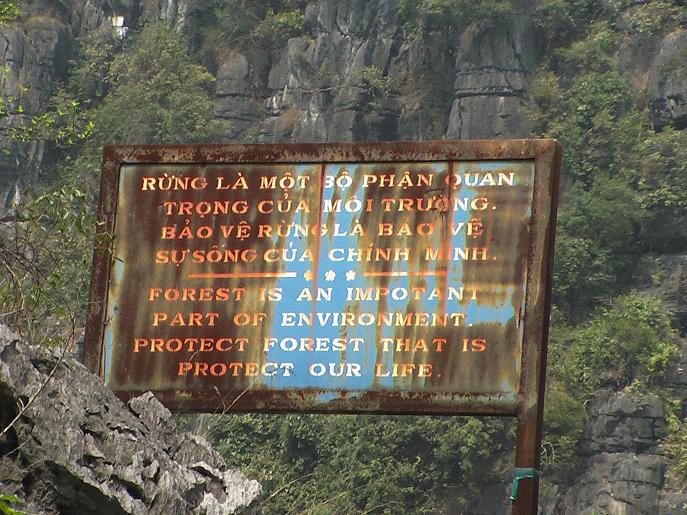 RỪNG LÀ MỘT BỘ PHẬN QUAN
TRỌNG CỦA MÔI TRƯỜNG.
BẢO VỆ RỪNG LÀ BẢO VỆ
SỰ SỐNG CỦA CHÍNH MÌNH.
FOREST IS AN IMPOTANT
PART OF ENVIRONMENT.
PROTECT FOREST THAT IS
PROTECT OUR LIFE.